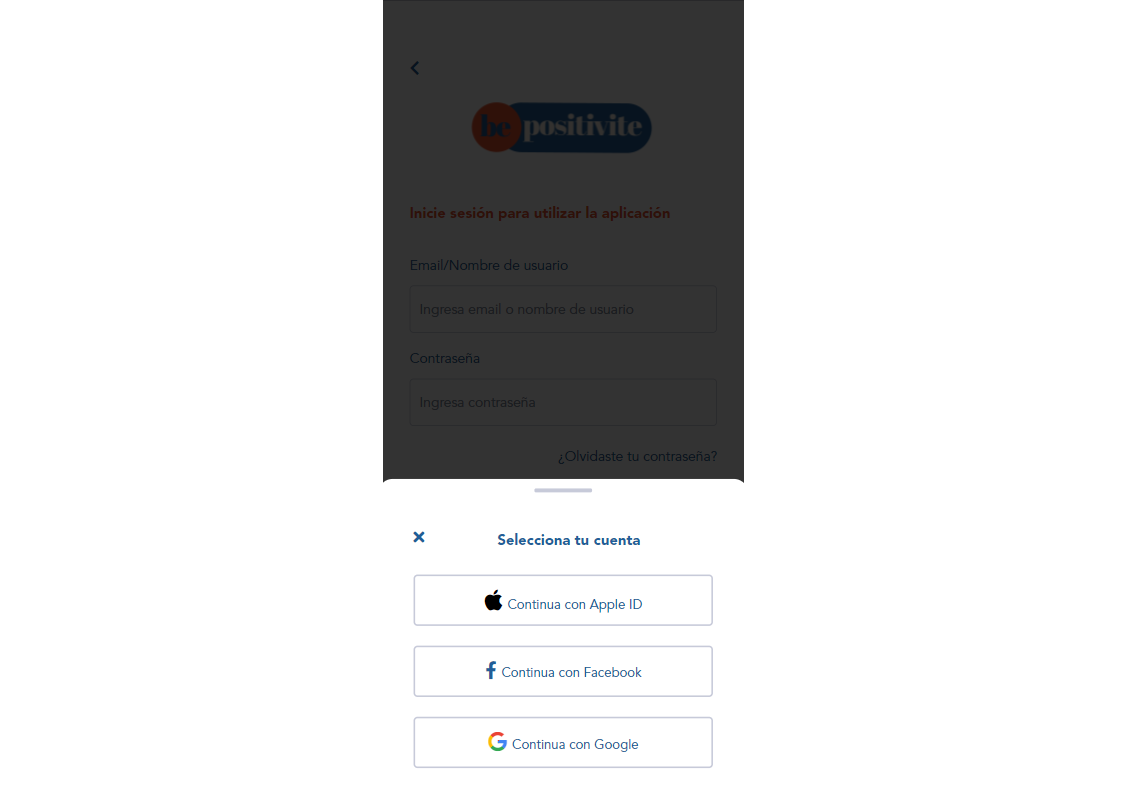 be positivite
Inicie sesión para utilizar la aplicación
Email/Nombre de usuario
Ingresa email o nombre de usuario
Contraseña
Ingresa contraseña
¿Olvidaste tu contraseña?
Selecciona tu cuenta
Continua con Apple ID
Continua con Facebook
Continua con Google